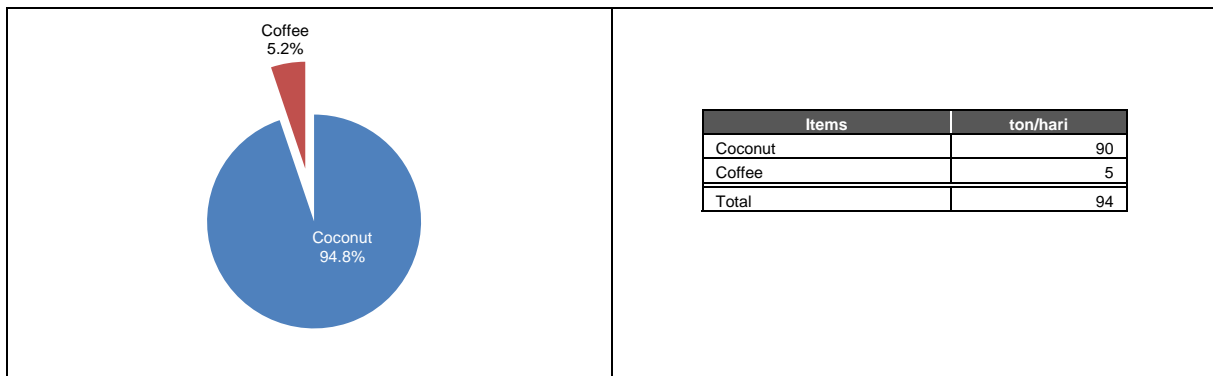 Coffee
5.2%
Coconut
94.8%
Items ton/hari
Coconut 90
Coffee 5
Total 94